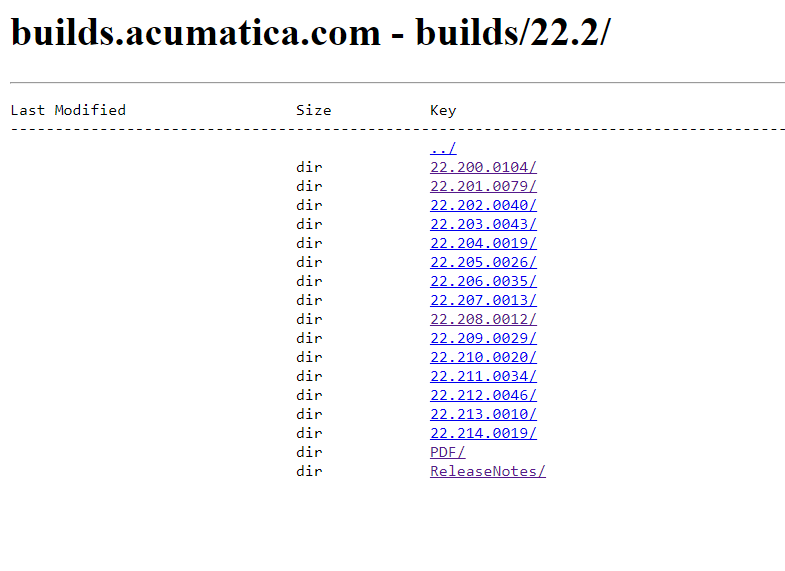 builds.acumatica.com - builds/22.2/
Last Modified Size Key
--------------------------------------------------------------------------------------
../
dir 22.200.0104/
dir 22.201.0079/
dir 22.202.0040/
dir 22.203.0043/
dir 22.204.0019/
dir 22.205.0026/
dir 22.206.0035/
dir 22.207.0013/
dir 22.208.0012/
dir 22.209.0029/
dir 22.210.0020/
dir 22.211.0034/
dir 22.212.0046/
dir 22.213.0010/
dir 22.214.0019/
dir PDF/
dir ReleaseNotes/